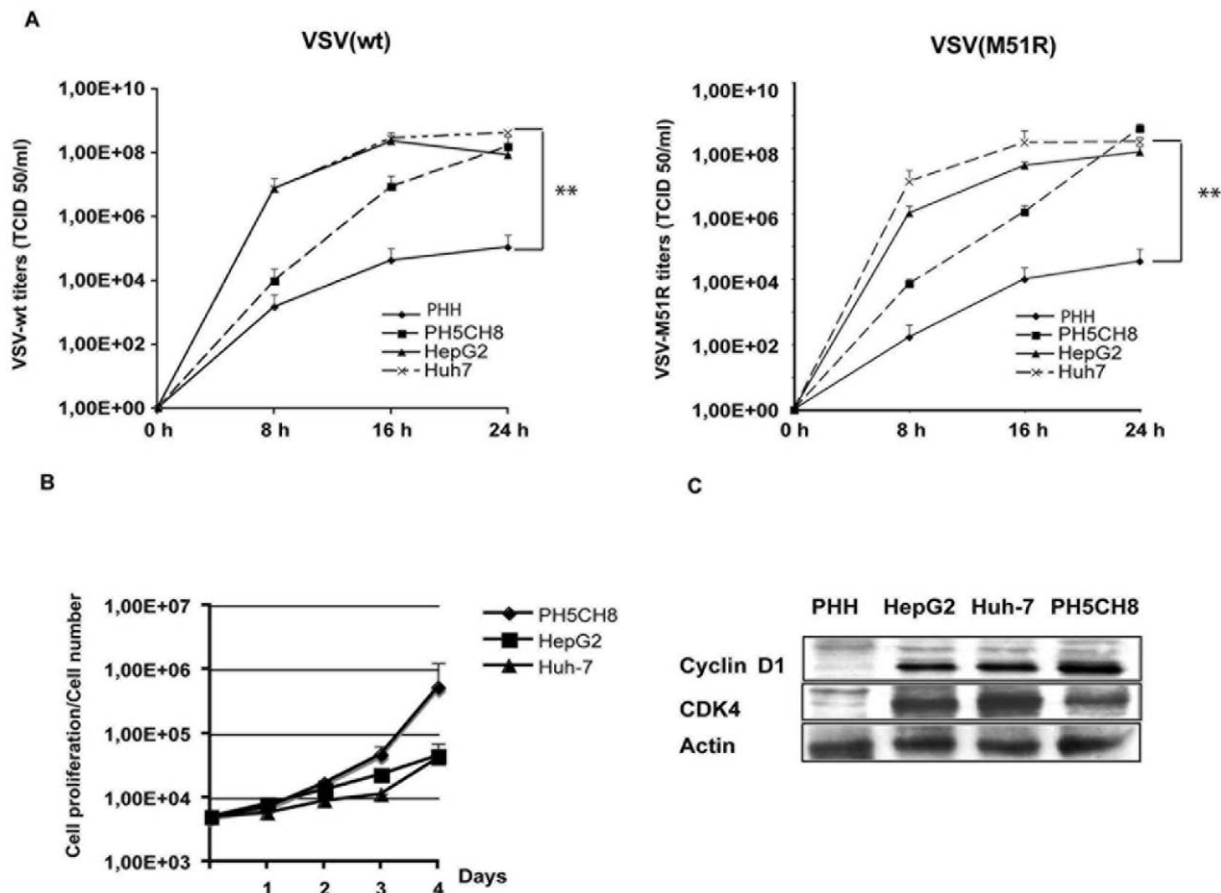 A
VSV(wt)
VSV-wt titers (TCID 50/ml)
1,00E+10
1,00E+08
1,00E+06
1,00E+04
1,00E+02
1,00E+00
0 h
8 h
16 h
24 h
PHH
PH5CH8
HepG2
Huh7
**
VSV(M51R)
VSV-M51R titers (TCID 50/ml)
1,00E+10
1,00E+08
1,00E+06
1,00E+04
1,00E+02
1,00E+00
0 h
8 h
16 h
24 h
PHH
PH5CH8
HepG2
Huh7
**
B
Cell proliferation/Cell number
1,00E+07
1,00E+06
1,00E+05
1,00E+04
1,00E+03
1 2 3 4
Days
PH5CH8
HepG2
Huh-7
C
PHH HepG2 Huh-7 PH5CH8
Cyclin D1
CDK4
Actin